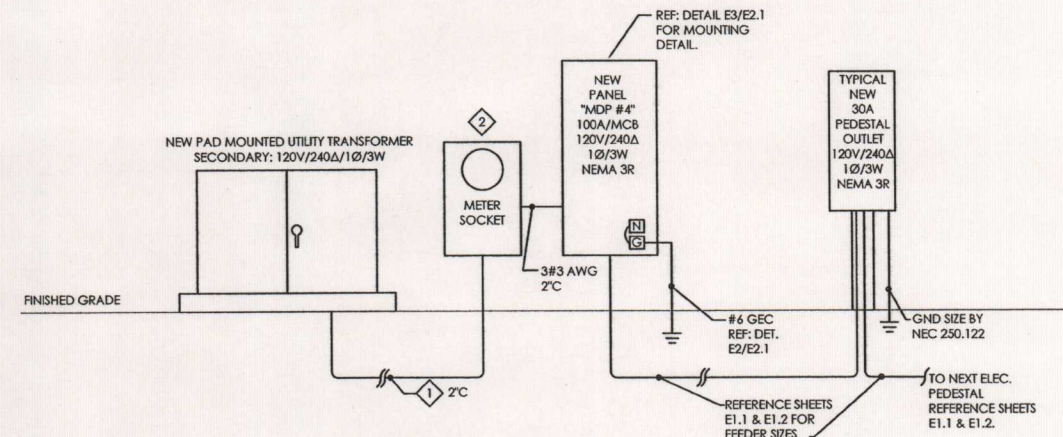 REF: DETAIL E3/E2.1
FOR MOUNTING
DETAIL.
NEW PAD MOUNTED UTILITY TRANSFORMER
SECONDARY: 120V/240Δ/1Ø/3W
2
METER
SOCKET
NEW
PANEL
"MDP #4"
100A/MCB
120V/240Δ
1Ø/3W
NEMA 3R
N
G
TYPICAL
NEW
30A
PEDESTAL
OUTLET
120V/240Δ
1Ø/3W
NEMA 3R
3#3 AWG
2"C
FINISHED GRADE
#6 GEC
REF: DET.
E2/E2.1
GND SIZE BY
NEC 250.122
1
2"C
REFERENCE SHEETS
E1.1 & E1.2 FOR
FEEDER SIZES
TO NEXT ELEC.
PEDESTAL
REFERENCE SHEETS
E1.1 & E1.2.